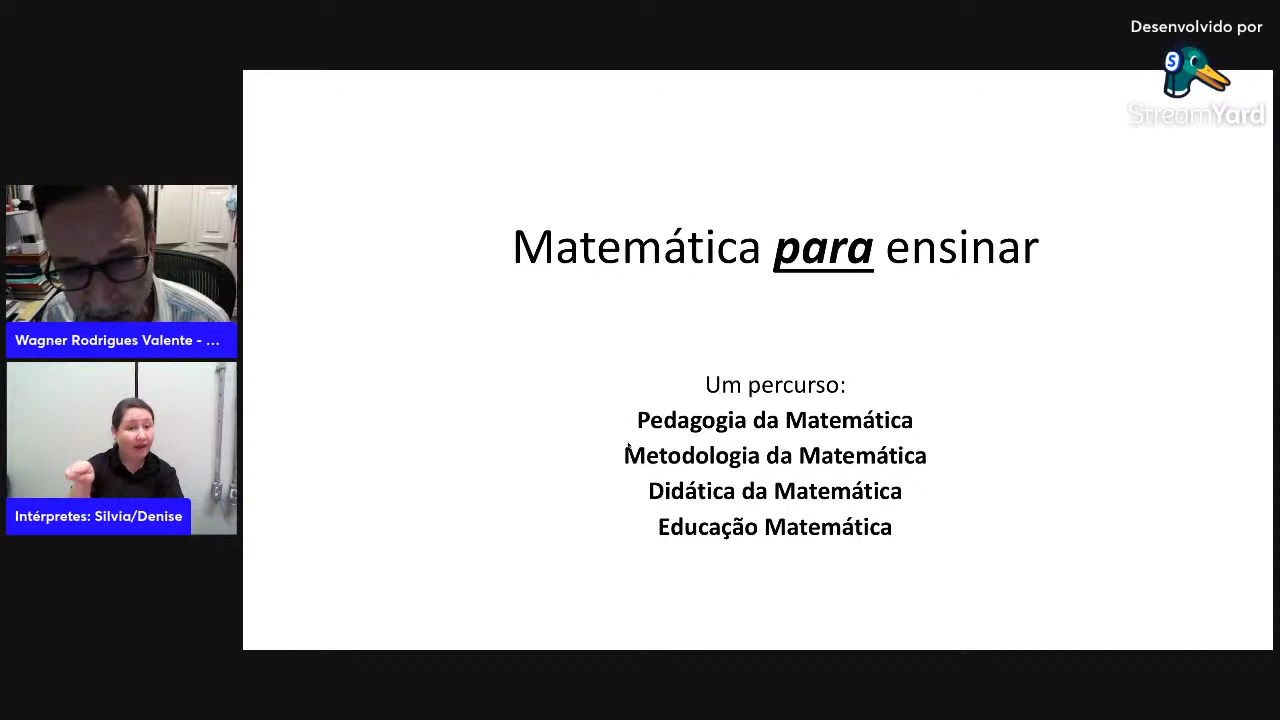 Desenvolvido por
StreamYard
Matemática para ensinar
Um percurso:
Pedagogia da Matemática
Metodologia da Matemática
Didática da Matemática
Educação Matemática
Wagner Rodrigues Valente - ...
Intérpretes: Silvia/Denise